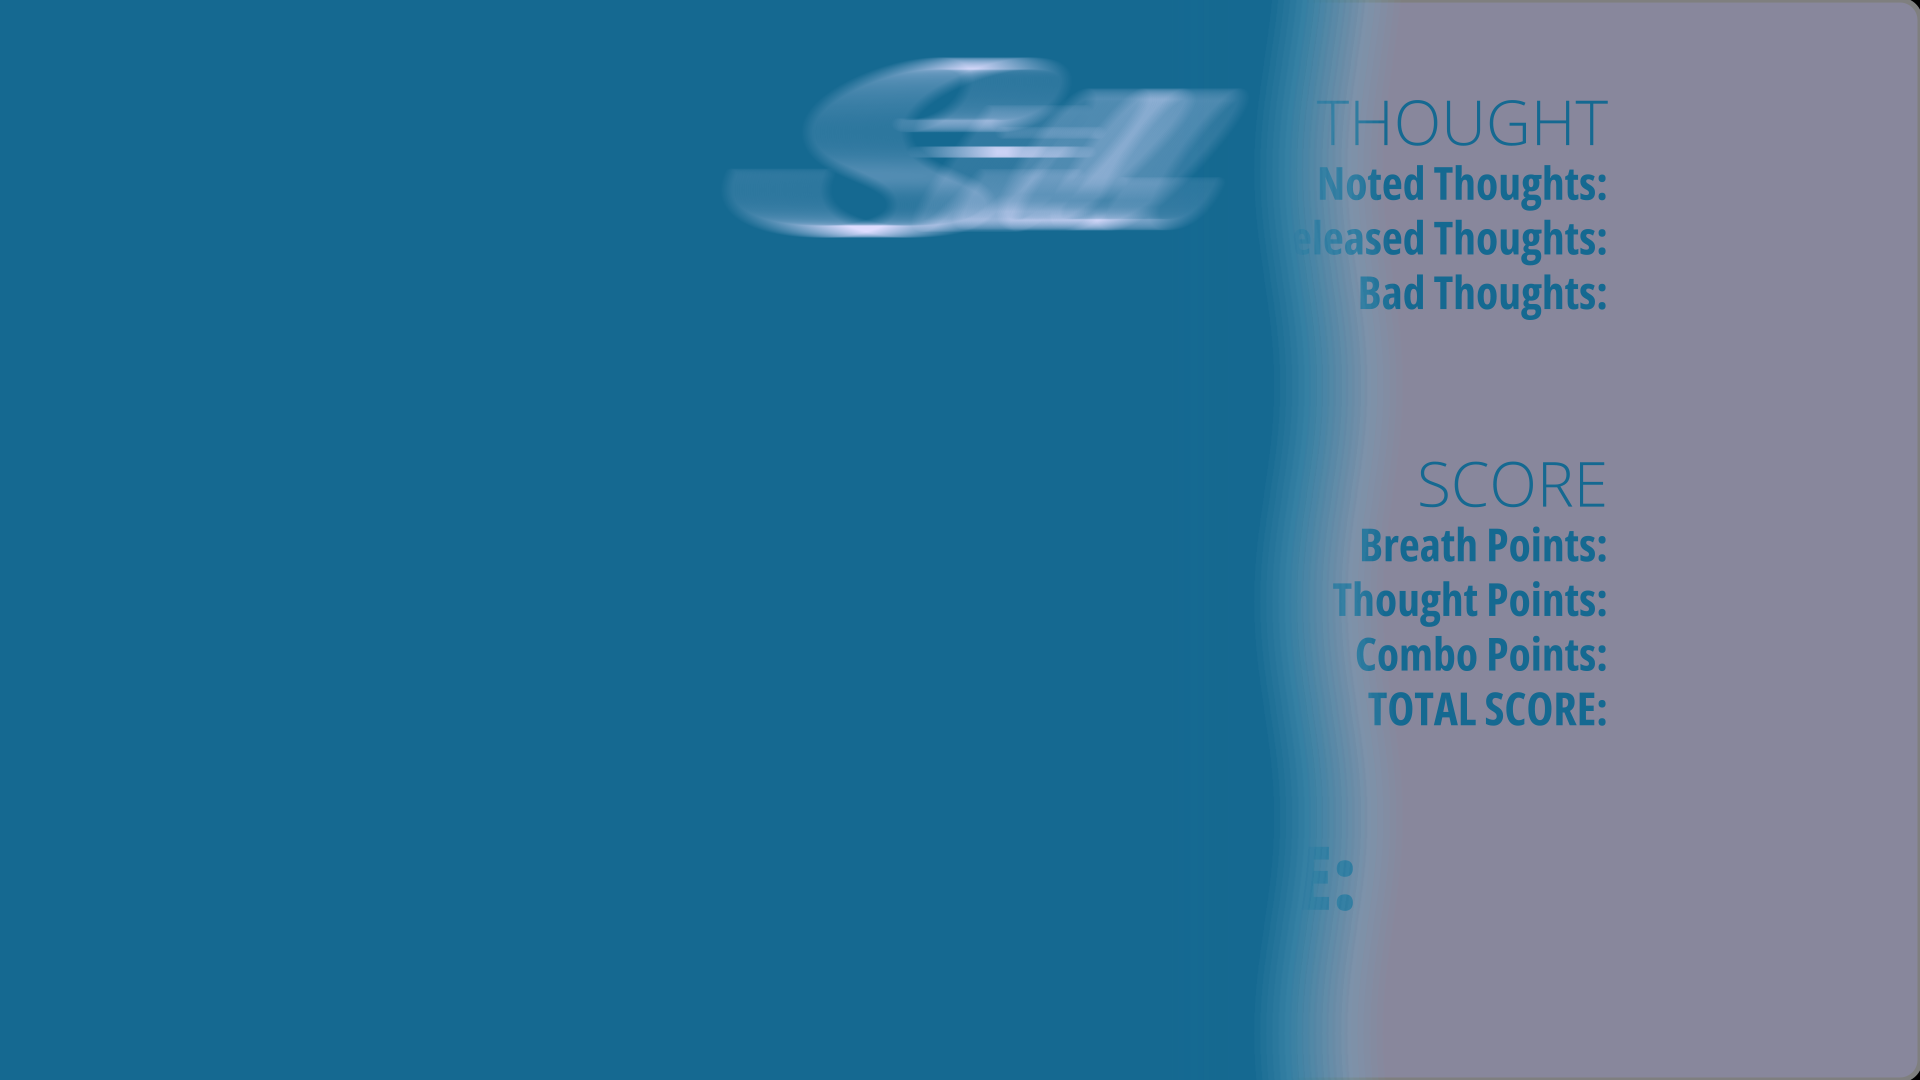 THOUGHT
Noted Thoughts:
eleased Thoughts:
Bad Thoughts:
SCORE
Breath Points:
Thought Points:
Combo Points:
TOTAL SCORE:
E: